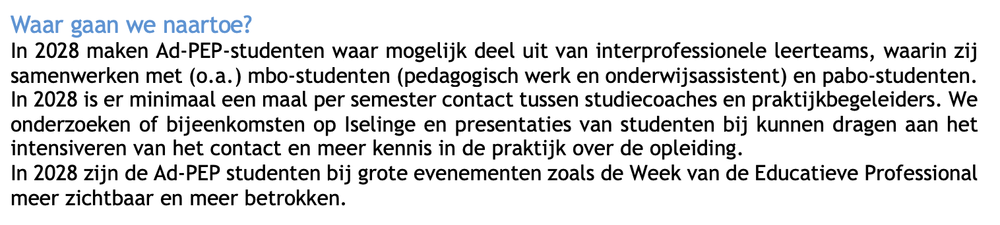 Waar gaan we naartoe?
In 2028 maken Ad-PEP-studenten waar mogelijk deel uit van interprofessionele leerteams, waarin zij
samenwerken met (o.a.) mbo-studenten (pedagogisch werk en onderwijsassistent) en pabo-studenten.
In 2028 is er minimaal een maal per semester contact tussen studiecoaches en praktijkbegeleiders. We
onderzoeken of bijeenkomsten op Iselinge en presentaties van studenten bij kunnen dragen aan het
intensiveren van het contact en meer kennis in de praktijk over de opleiding.
In 2028 zijn de Ad-PEP studenten bij grote evenementen zoals de Week van de Educatieve Professional
meer zichtbaar en meer betrokken.